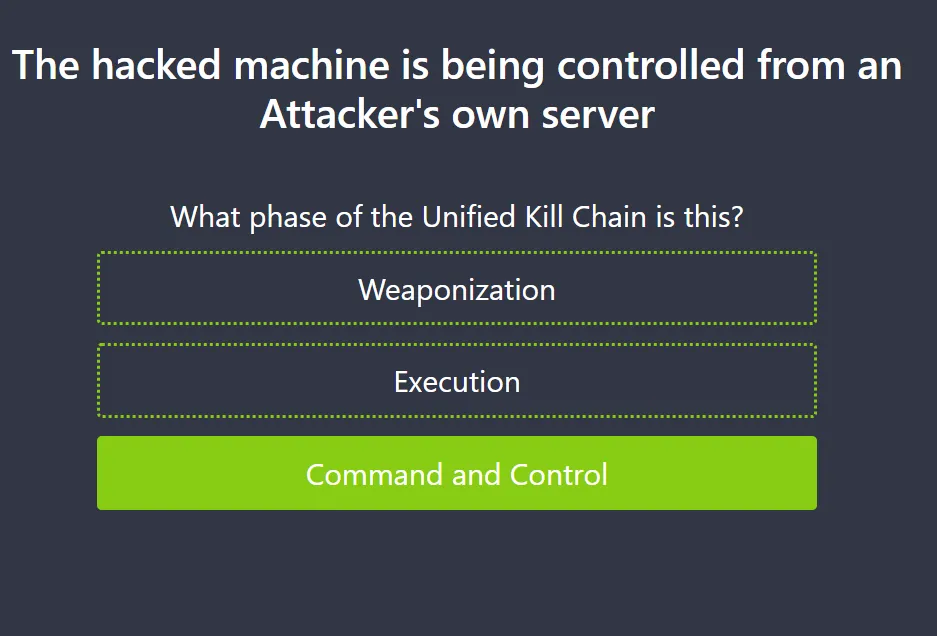 The hacked machine is being controlled from an
Attacker's own server
What phase of the Unified Kill Chain is this?
Weaponization
Execution
Command and Control